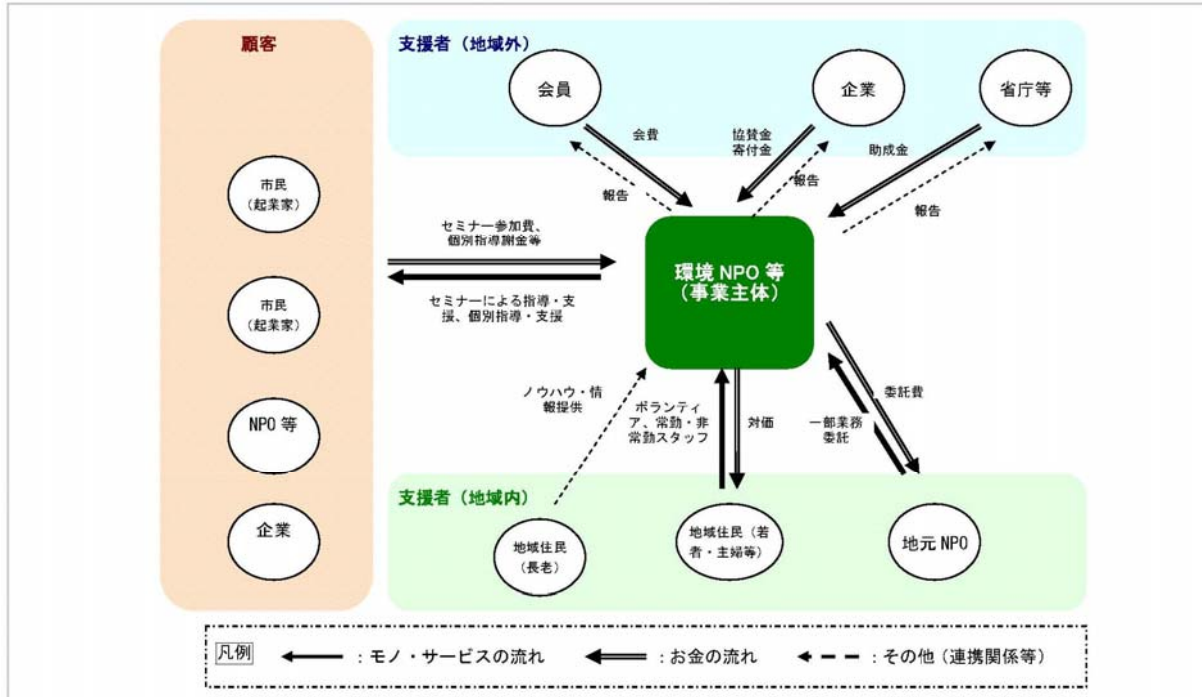 顧客
支援者（地域外）
会員
企業
省庁等
会費
協賛金
寄付金
助成金
報告
報告
報告
市民
（起業家）
セミナー参加費、
個別指導謝金等
環境 NPO 等
（事業主体）
セミナーによる指導・支
援、個別指導・支援
市民
（起業家）
ノウハウ・情
報提供
ボランティ
ア、常勤・非
常勤スタッフ
対価
委託費
一部業務
委託
NPO 等
支援者（地域内）
企業
地域住民
（長老）
地域住民（若
者・主婦等）
地元 NPO
凡例
：モノ・サービスの流れ
：お金の流れ
：その他（連携関係等）